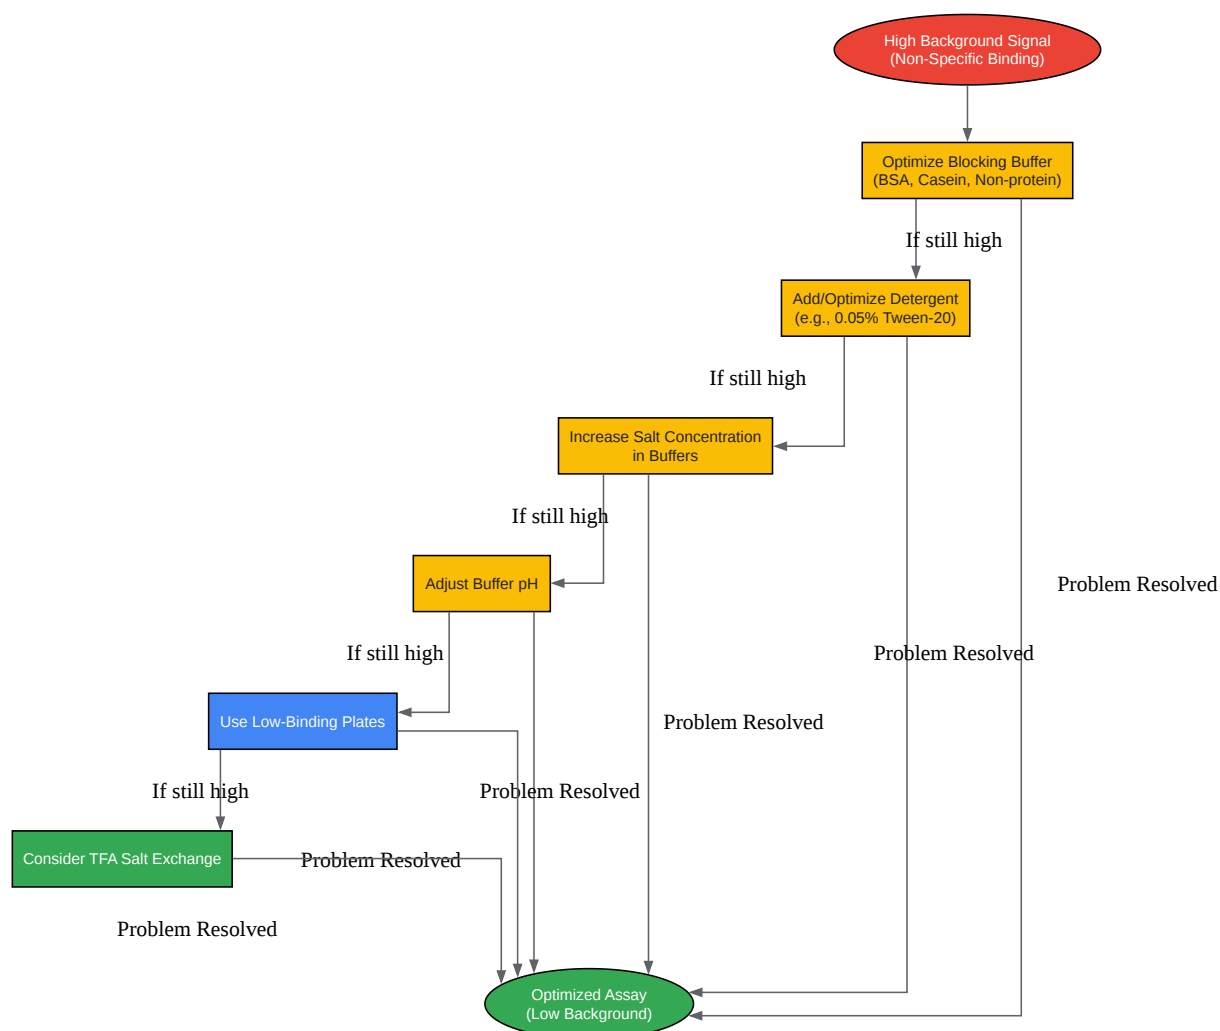 High Background Signal
(Non-Specific Binding)
Optimize Blocking Buffer
(BSA, Casein, Non-protein)
If still high
Add/Optimize Detergent
(e.g., 0.05% Tween-20)
If still high
Increase Salt Concentration
in Buffers
If still high
Adjust Buffer pH
Problem Resolved
If still high
Problem Resolved
Use Low-Binding Plates
Problem Resolved
If still high
Problem Resolved
Consider TFA Salt Exchange
Problem Resolved
Problem Resolved
Optimized Assay
(Low Background)